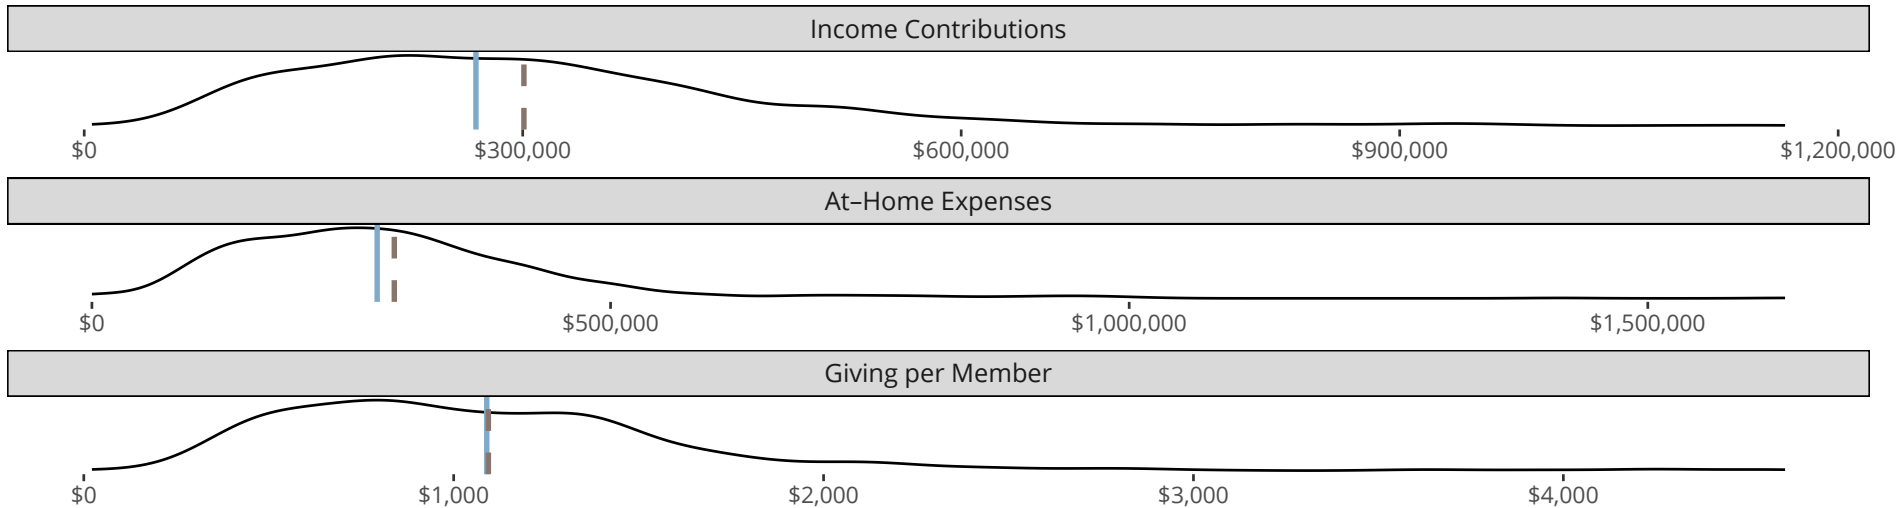 Income Contributions
$0 $300,000 $600,000 $900,000 $1,200,000
At–Home Expenses
$0 $500,000 $1,000,000 $1,500,000
Giving per Member
$0 $1,000 $2,000 $3,000 $4,000